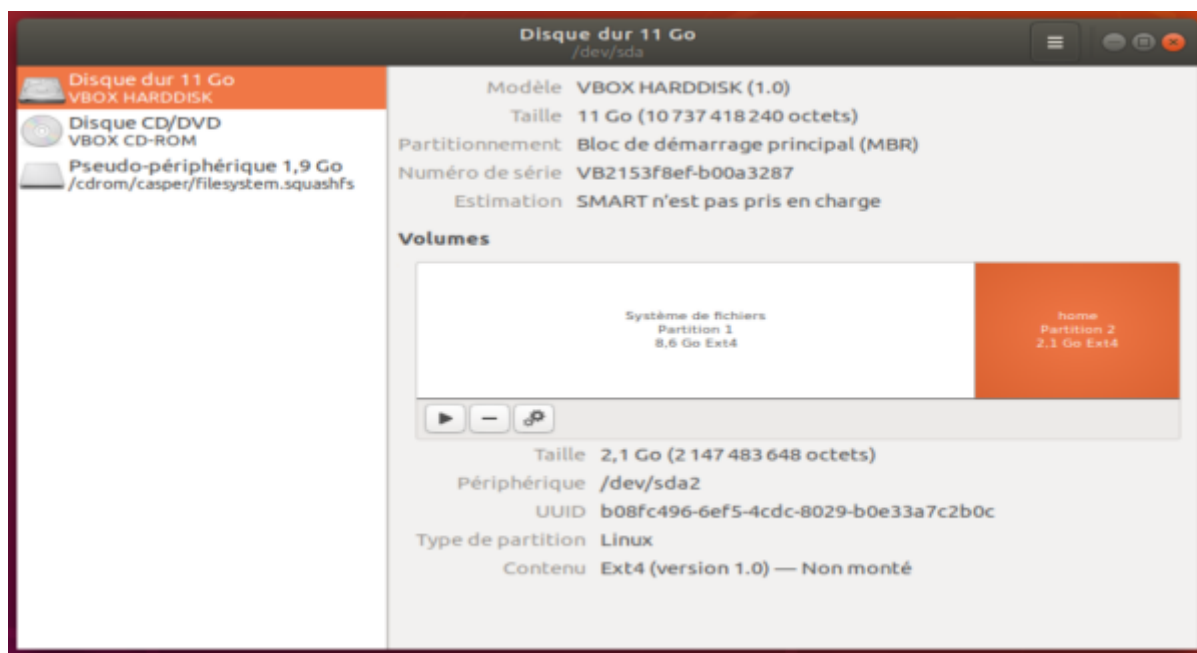 Disque dur 11 Go
/dev/sda
Disque dur 11 Go
VBOX HARDDISK
Disque CD/DVD
VBOX CD-ROM
Pseudo-périphérique 1,9 Go
/cdrom/casper/filesystem.squashfs
Modèle VBOX HARDDISK (1.0)
Taille 11 Go (10 737 418 240 octets)
Partitionnement Bloc de démarrage principal (MBR)
Numéro de série VB2153f8ef-b00a3287
Estimation SMART n'est pas pris en charge
Volumes
Système de fichiers
Partition 1
8,6 Go Ext4
home
Partition 2
2,1 Go Ext4
Taille 2,1 Go (2 147 483 648 octets)
Périphérique /dev/sda2
UUID b08fc496-6ef5-4cdc-8029-b0e33a7c2b0c
Type de partition Linux
Contenu Ext4 (version 1.0) — Non monté